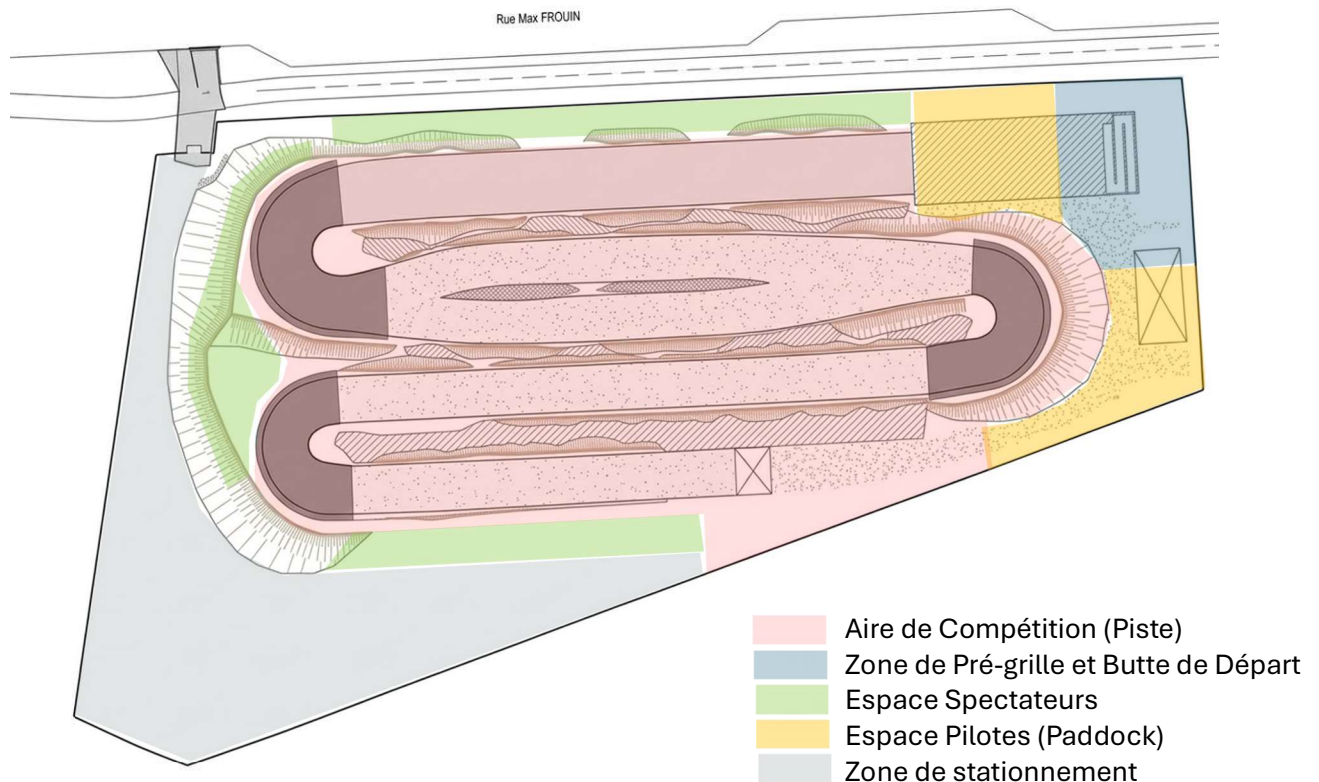 Rue Max FROUIN
Aire de Compétition (Piste)
Zone de Pré-grille et Butte de Départ
Espace Spectateurs
Espace Pilotes (Paddock)
Zone de stationnement